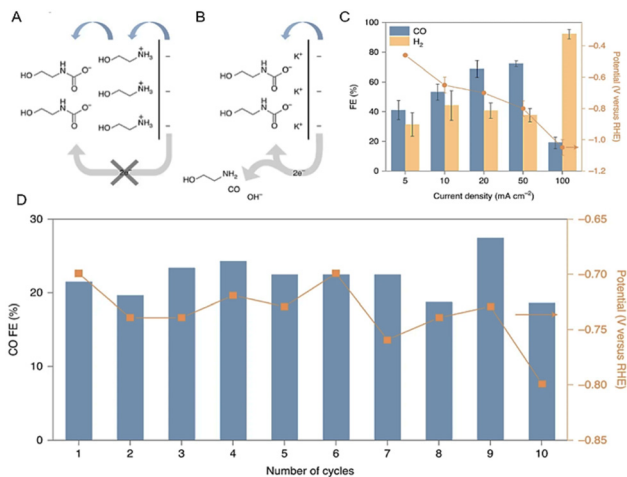 A
B
C
D
HO
H
N
O
O⁻
HO
+
NH₃
−
HO
+
NH₃
−
HO
H
N
O
O⁻
HO
+
NH₃
−
K⁺
−
HO
H
N
O
O⁻
K⁺
−
HO
H
N
O
O⁻
K⁺
−
HO
NH₂
CO
OH⁻
2e⁻
CO
H₂
FE (%)
100
80
60
40
20
0
5
10
20
50
100
Current density (mA cm⁻²)
−0.4
−0.6
−0.8
−1.0
−1.2
Potential (V versus RHE)
CO FE (%)
30
20
10
0
1
2
3
4
5
6
7
8
9
10
Number of cycles
−0.65
−0.70
−0.75
−0.80
−0.85
Potential (V versus RHE)